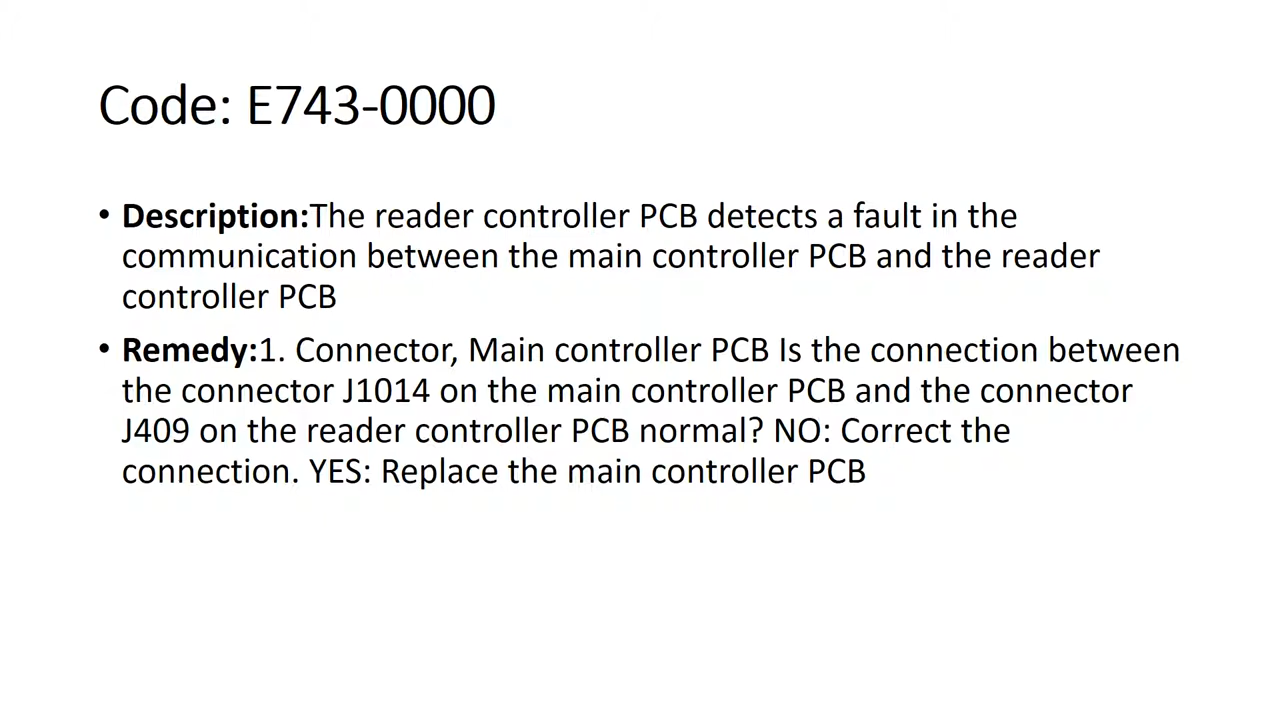 Code: E743-0000
• Description:The reader controller PCB detects a fault in the
communication between the main controller PCB and the reader
controller PCB
• Remedy:1. Connector, Main controller PCB Is the connection between
the connector J1014 on the main controller PCB and the connector
J409 on the reader controller PCB normal? NO: Correct the
connection. YES: Replace the main controller PCB